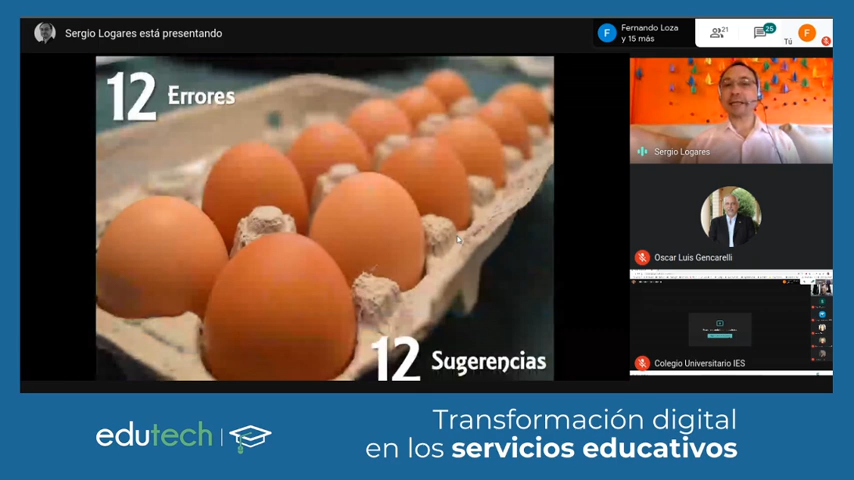 Sergio Logares está presentando
F
Fernando Loza
y 15 más
21
25
Tú
F
12 Errores
Sergio Logares
Oscar Luis Gencarelli
12 Sugerencias
Colegio Universitario IES
edutech
Transformación digital
en los servicios educativos